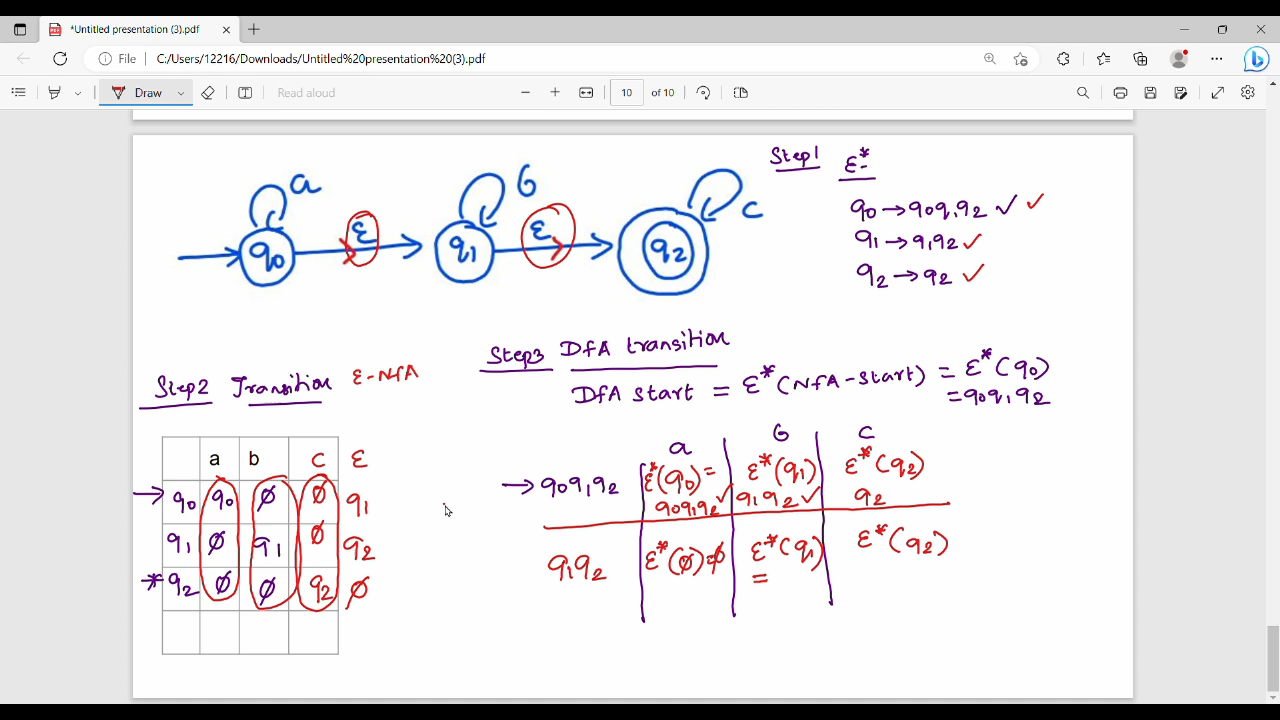 *Untitled presentation (3).pdf
File C:/Users/12216/Downloads/Untitled%20presentation%20(3).pdf
Draw Read aloud 10 of 10
a ε b ε c
q0 q1 q2
Step1 ε*
q0 → q0q1q2 ✓ ✓
q1 → q1q2 ✓
q2 → q2 ✓
Step2 Transition ε-NfA
a b c ε
→ q0 q0 ∅ ∅ q1
q1 ∅ q1 ∅ q2
* q2 ∅ ∅ q2 ∅
Step3 DfA transition
DfA start = ε*(NfA-start) = ε*(q0)
= q0q1q2
a b c
→ q0q1q2 ε*(q0)= ε*(q1) ε*(q2)
q0q1q2 ✓ q1q2 ✓ q2
q1q2 ε*(∅)=∅ ε*(q1) ε*(q2)
=